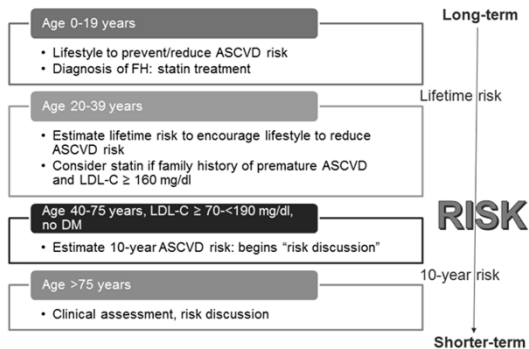 Age 0-19 years
• Lifestyle to prevent/reduce ASCVD risk
• Diagnosis of FH: statin treatment
Age 20-39 years
• Estimate lifetime risk to encourage lifestyle to reduce
ASCVD risk
• Consider statin if family history of premature ASCVD
and LDL-C ≥ 160 mg/dl
Age 40-75 years, LDL-C ≥ 70-<190 mg/dl,
no DM
• Estimate 10-year ASCVD risk: begins “risk discussion”
Age >75 years
• Clinical assessment, risk discussion
Long-term
Lifetime risk
RISK
10-year risk
Shorter-term